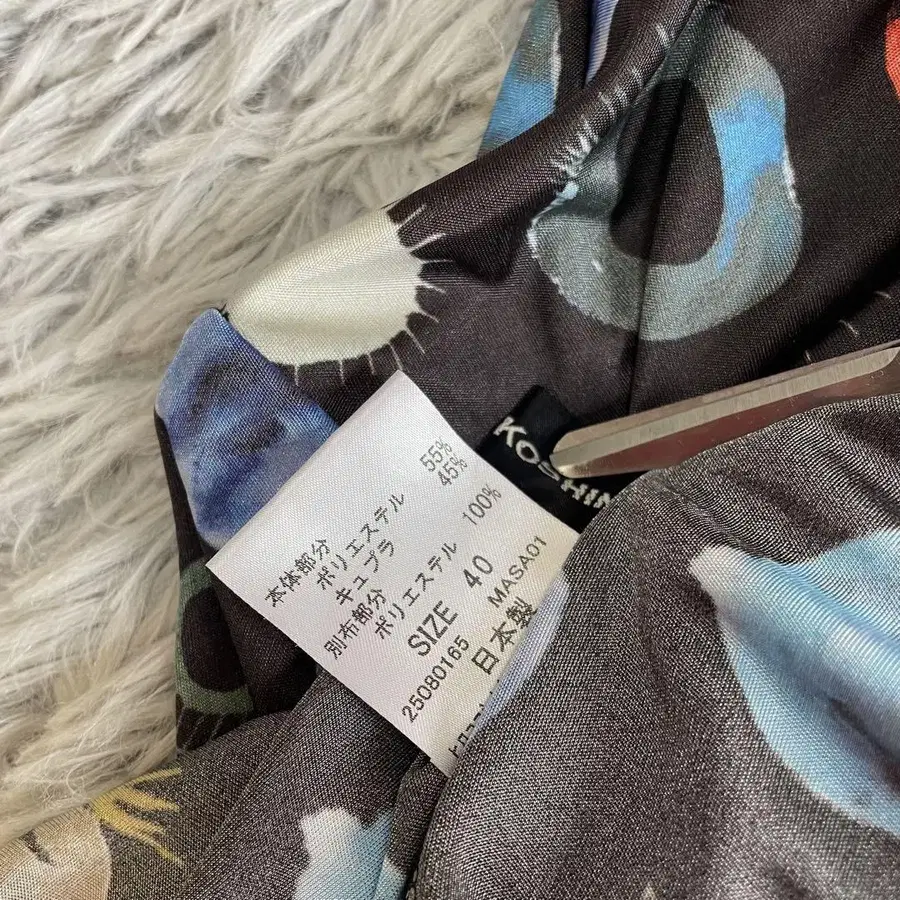 KOSHIN
本体部分
ポリエステル 55%
キュプラ 45%
別布部分
ポリエステル 100%
SIZE 40
25080165 MASA01
日本製